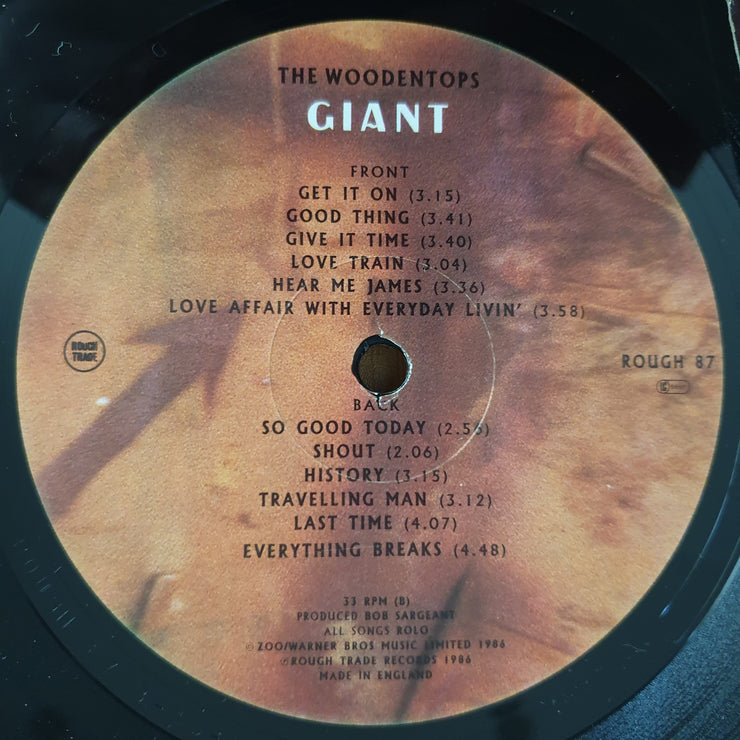 THE WOODENTOPS
GIANT
FRONT
GET IT ON (3.15)
GOOD THING (3.41)
GIVE IT TIME (3.40)
LOVE TRAIN (3.04)
HEAR ME JAMES (3.36)
LOVE AFFAIR WITH EVERYDAY LIVIN' (3.58)
ROUGH
TRADE
ROUGH 87
BACK
SO GOOD TODAY
SHOUT (2.06)
HISTORY (3.15)
TRAVELLING MAN (3.12)
LAST TIME (4.07)
EVERYTHING BREAKS (4.48)
33 RPM (B)
PRODUCED BOB SARGEANT
ALL SONGS ROLO
© ZOO/WARNER BROS MUSIC LIMITED 1986
℗ ROUGH TRADE RECORDS 1986
MADE IN ENGLAND